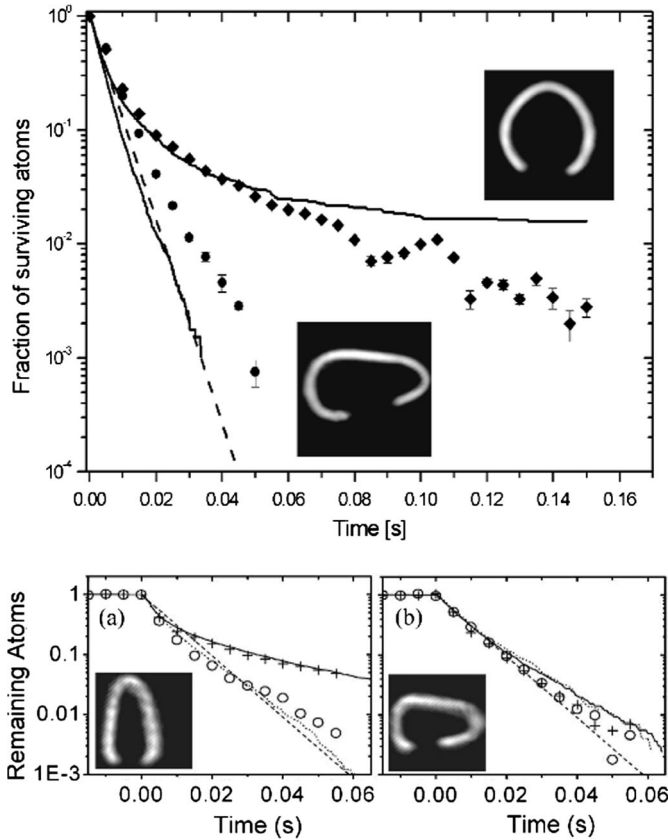 Fraction of surviving atoms
10⁰
10⁻¹
10⁻²
10⁻³
10⁻⁴
0.00 0.02 0.04 0.06 0.08 0.10 0.12 0.14 0.16
Time [s]
Remaining Atoms
1
0.1
0.01
1E-3
(a)
(b)
0.00 0.02 0.04 0.06
0.00 0.02 0.04 0.06
Time (s)
Time (s)